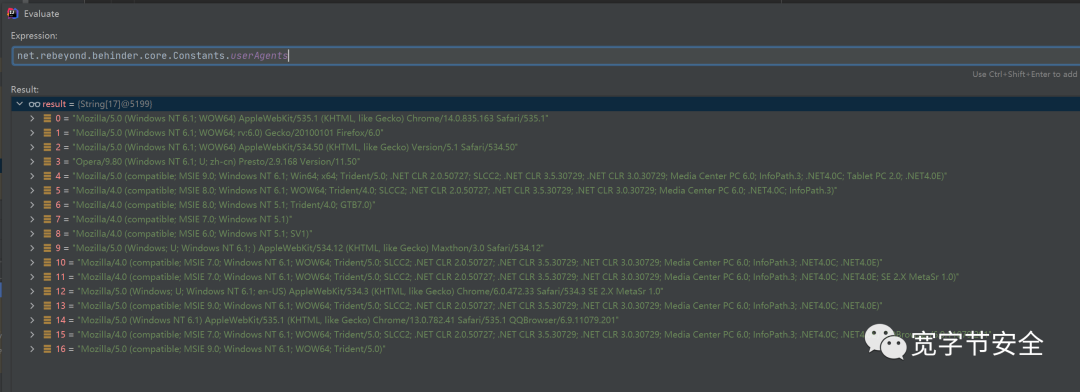 Evaluate
Expression:
net.rebeyond.behinder.core.Constants.userAgents
Use Ctrl+Shift+Enter to add
Result:
result = {String[17]@5199}
0 = "Mozilla/5.0 (Windows NT 6.1; WOW64) AppleWebKit/535.1 (KHTML, like Gecko) Chrome/14.0.835.163 Safari/535.1"
1 = "Mozilla/5.0 (Windows NT 6.1; WOW64; rv:6.0) Gecko/20100101 Firefox/6.0"
2 = "Mozilla/5.0 (Windows NT 6.1; WOW64) AppleWebKit/534.50 (KHTML, like Gecko) Version/5.1 Safari/534.50"
3 = "Opera/9.80 (Windows NT 6.1; U; zh-cn) Presto/2.9.168 Version/11.50"
4 = "Mozilla/5.0 (compatible; MSIE 9.0; Windows NT 6.1; Win64; x64; Trident/5.0; .NET CLR 2.0.50727; SLCC2; .NET CLR 3.5.30729; .NET CLR 3.0.30729; Media Center PC 6.0; InfoPath.3; .NET4.0C; Tablet PC 2.0; .NET4.0E)"
5 = "Mozilla/4.0 (compatible; MSIE 8.0; Windows NT 6.1; WOW64; Trident/4.0; SLCC2; .NET CLR 2.0.50727; .NET CLR 3.5.30729; .NET CLR 3.0.30729; Media Center PC 6.0; .NET4.0C; InfoPath.3)"
6 = "Mozilla/4.0 (compatible; MSIE 8.0; Windows NT 5.1; Trident/4.0; GTB7.0)"
7 = "Mozilla/4.0 (compatible; MSIE 7.0; Windows NT 5.1)"
8 = "Mozilla/4.0 (compatible; MSIE 6.0; Windows NT 5.1; SV1)"
9 = "Mozilla/5.0 (Windows; U; Windows NT 6.1; ) AppleWebKit/534.12 (KHTML, like Gecko) Maxthon/3.0 Safari/534.12"
10 = "Mozilla/4.0 (compatible; MSIE 7.0; Windows NT 6.1; WOW64; Trident/5.0; SLCC2; .NET CLR 2.0.50727; .NET CLR 3.5.30729; .NET CLR 3.0.30729; Media Center PC 6.0; InfoPath.3; .NET4.0C; .NET4.0E)"
11 = "Mozilla/4.0 (compatible; MSIE 7.0; Windows NT 6.1; WOW64; Trident/5.0; SLCC2; .NET CLR 2.0.50727; .NET CLR 3.5.30729; .NET CLR 3.0.30729; Media Center PC 6.0; InfoPath.3; .NET4.0C; .NET4.0E; SE 2.X MetaSr 1.0)"
12 = "Mozilla/5.0 (Windows; U; Windows NT 6.1; en-US) AppleWebKit/534.3 (KHTML, like Gecko) Chrome/6.0.472.33 Safari/534.3 SE 2.X MetaSr 1.0"
13 = "Mozilla/5.0 (compatible; MSIE 9.0; Windows NT 6.1; WOW64; Trident/5.0; SLCC2; .NET CLR 2.0.50727; .NET CLR 3.5.30729; .NET CLR 3.0.30729; Media Center PC 6.0; InfoPath.3; .NET4.0C; .NET4.0E)"
14 = "Mozilla/5.0 (Windows NT 6.1) AppleWebKit/535.1 (KHTML, like Gecko) Chrome/13.0.782.41 Safari/535.1 QQBrowser/6.9.11079.201"
15 = "Mozilla/4.0 (compatible; MSIE 7.0; Windows NT 6.1; WOW64; Trident/5.0; SLCC2; .NET CLR 2.0.50727; .NET CLR 3.5.30729; .NET CLR 3.0.30729; Media Center PC 6.0; InfoPath.3; .NET4.0C; .NET4.0E)
16 = "Mozilla/5.0 (compatible; MSIE 9.0; Windows NT 6.1; WOW64; Trident/5.0)"
宽字节安全